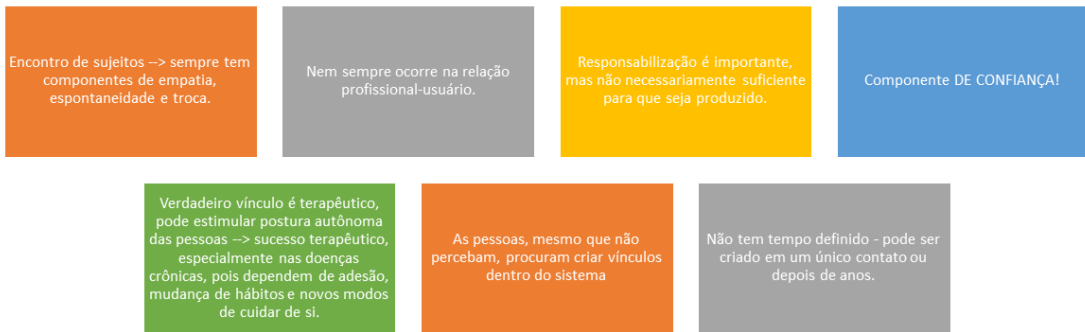 Encontro de sujeitos --> sempre tem
componentes de empatia,
espontaneidade e troca.
Nem sempre ocorre na relação
profissional-usuário.
Responsabilização é importante,
mas não necessariamente suficiente
para que seja produzido.
Componente DE CONFIANÇA!
Verdadeiro vínculo é terapêutico,
pode estimular postura autônoma
das pessoas --> sucesso terapêutico,
especialmente nas doenças
crônicas, pois dependem de adesão,
mudança de hábitos e novos modos
de cuidar de si.
As pessoas, mesmo que não
percebam, procuram criar vínculos
dentro do sistema
Não tem tempo definido - pode ser
criado em um único contato ou
depois de anos.